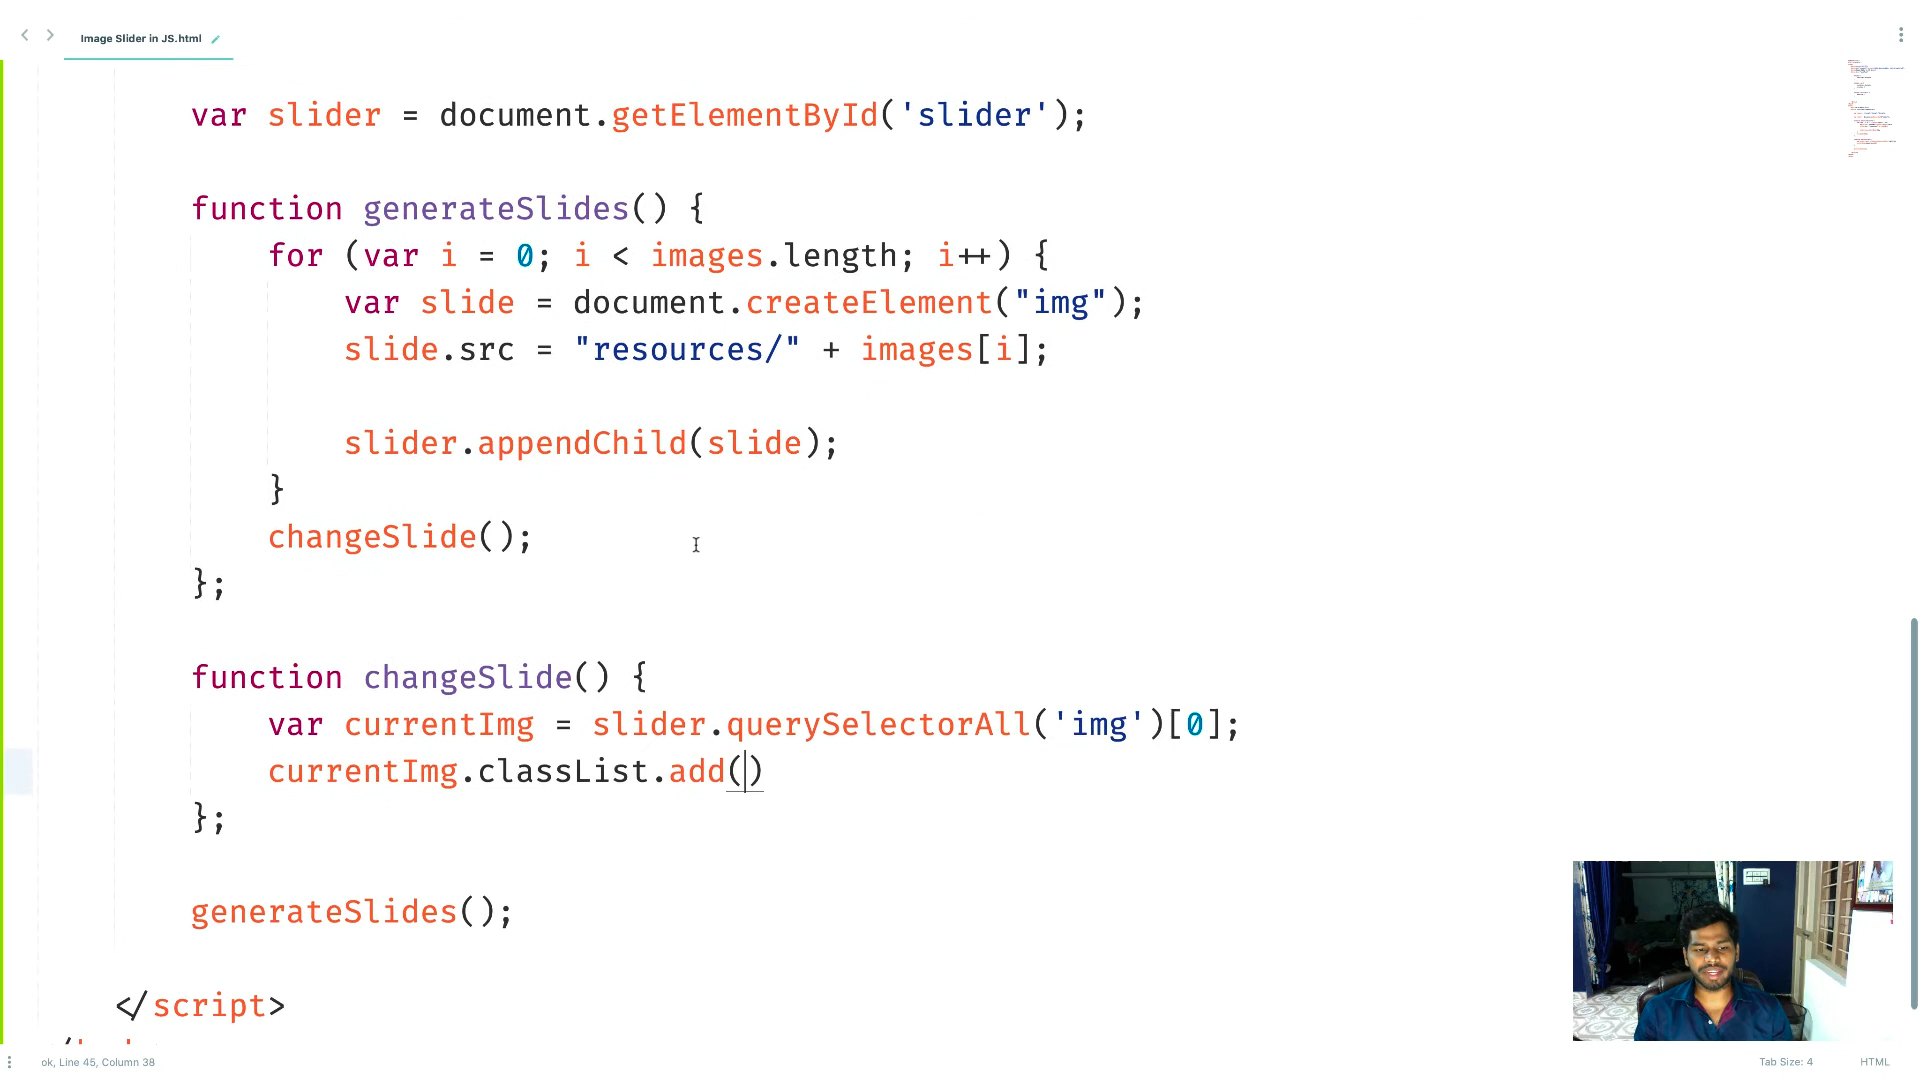 Image Slider in JS.html
var slider = document.getElementById('slider');
function generateSlides() {
for (var i = 0; i < images.length; i++) {
var slide = document.createElement("img");
slide.src = "resources/" + images[i];
slider.appendChild(slide);
}
changeSlide();
};
function changeSlide() {
var currentImg = slider.querySelectorAll('img')[0];
currentImg.classList.add()
};
generateSlides();
</script>
ok, Line 45, Column 38
Tab Size: 4
HTML